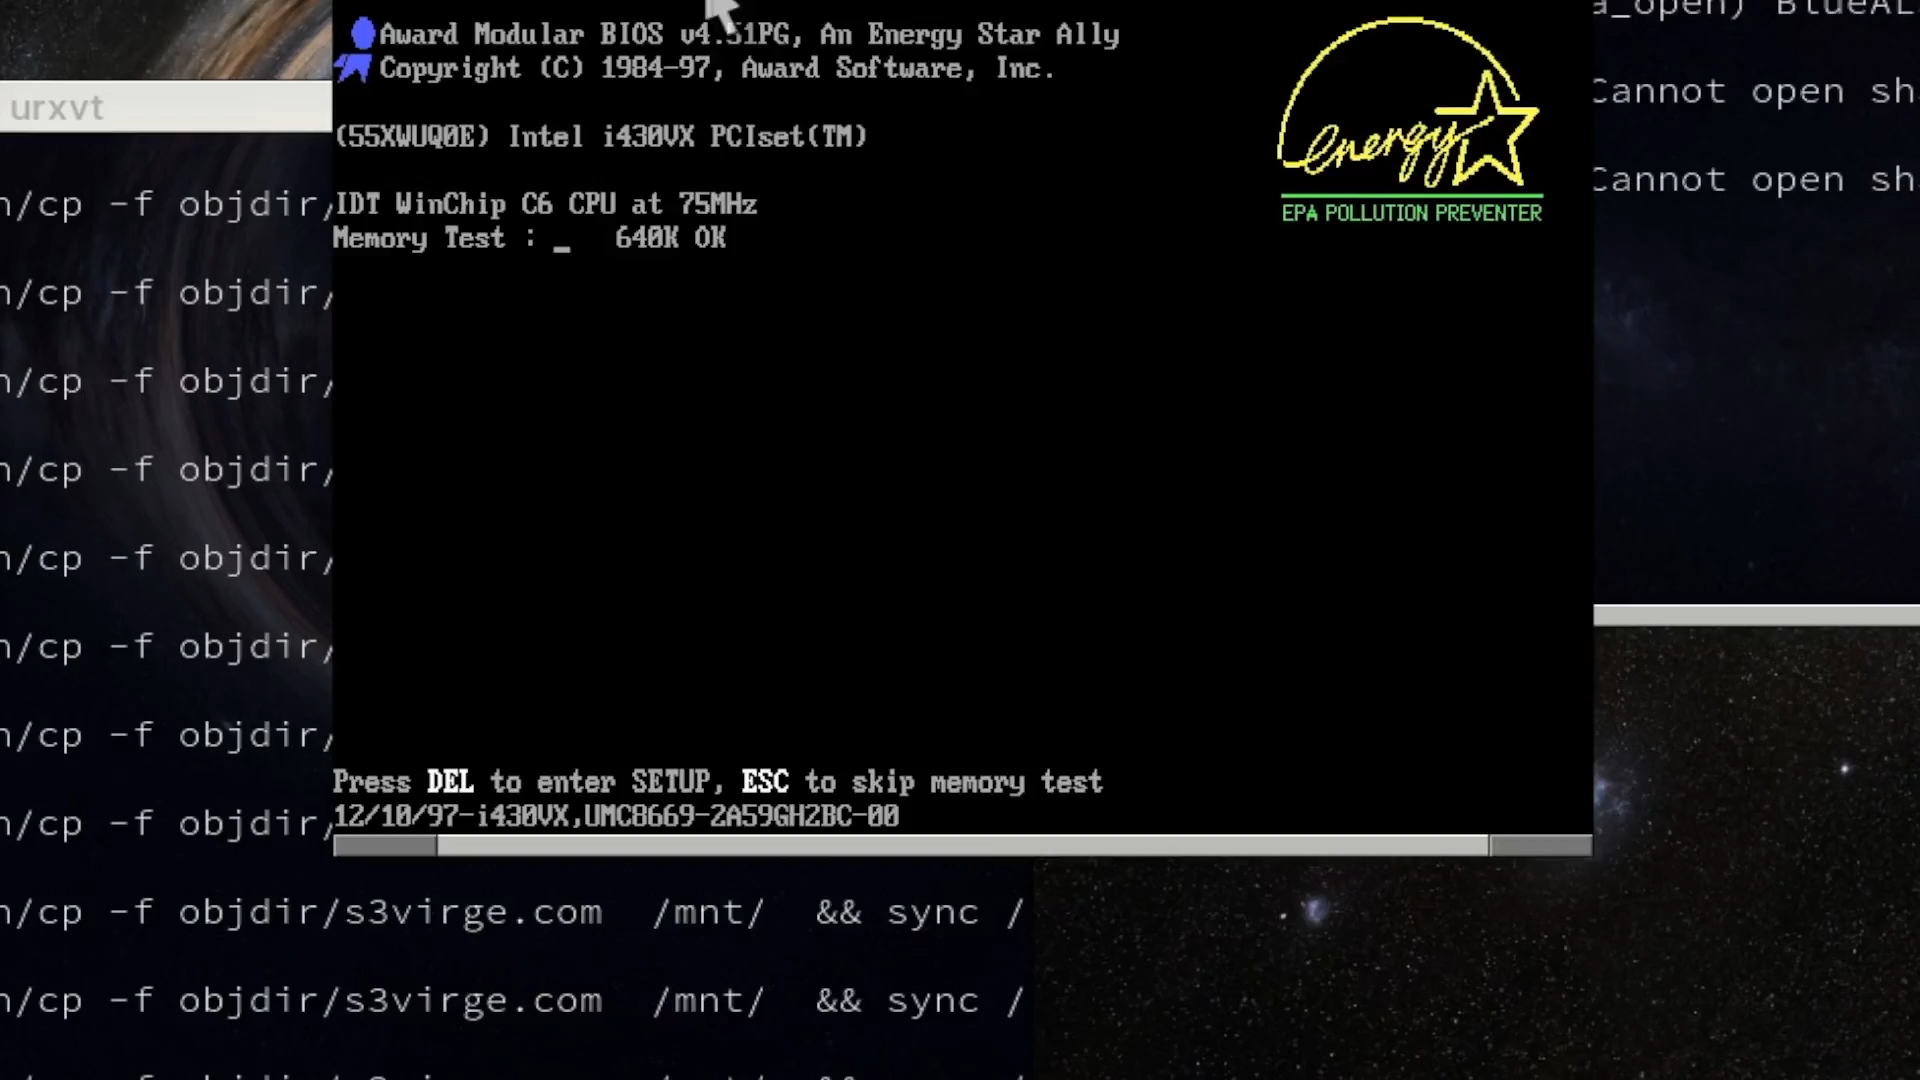 Award Modular BIOS v4.51PG, An Energy Star Ally
Copyright (C) 1984-97, Award Software, Inc.
energy
EPA POLLUTION PREVENTER
(55XWUQ0E) Intel i430VX PCIset(TM)
IDT WinChip C6 CPU at 75MHz
Memory Test : _ 640K OK
Press DEL to enter SETUP, ESC to skip memory test
12/10/97-i430VX,UMC8669-2A59GH2BC-00
urxvt
n/cp -f objdir/
n/cp -f objdir/
n/cp -f objdir/
n/cp -f objdir/
n/cp -f objdir/
n/cp -f objdir/
n/cp -f objdir/
n/cp -f objdir/
n/cp -f objdir/s3virge.com /mnt/ && sync /
n/cp -f objdir/s3virge.com /mnt/ && sync /
a_open) BlueAL
Cannot open sh
Cannot open sh